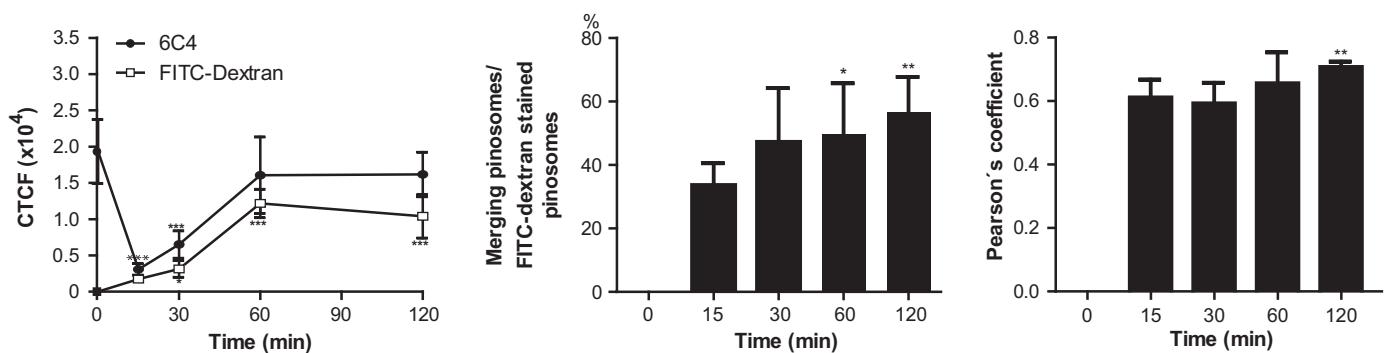 3.5
3.0
2.5
2.0
1.5
1.0
0.5
0
CTCF (x10⁴)
6C4
FITC-Dextran
***
***
*
***
***
0 30 60 90 120
Time (min)
%
80
60
40
20
0
Merging pinosomes/
FITC-dextran stained
pinosomes
*
**
0 15 30 60 120
Time (min)
0.8
0.6
0.4
0.2
0.0
Pearson´s coefficient
**
0 15 30 60 120
Time (min)